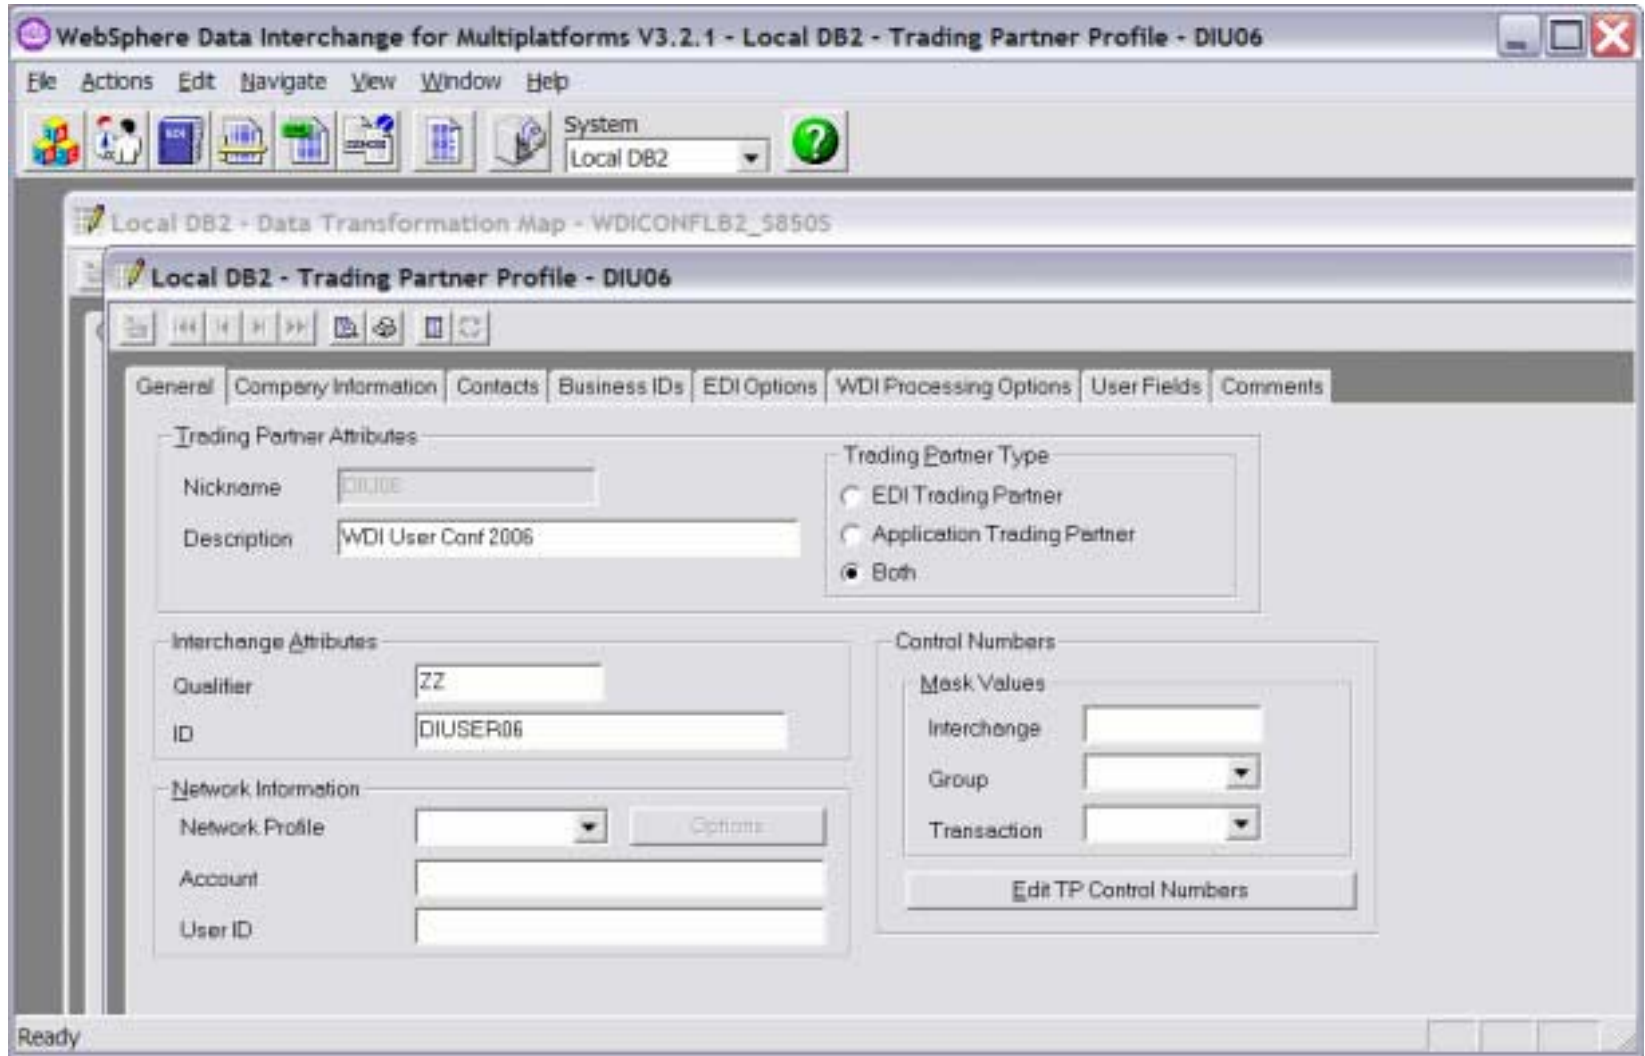 WebSphere Data Interchange for Multiplatforms V3.2.1 - Local DB2 - Trading Partner Profile - DIU06
File Actions Edit Navigate View Window Help
System
Local DB2
Local DB2 - Data Transformation Map - WDICONFLB2_S850S
Local DB2 - Trading Partner Profile - DIU06
General Company Information Contacts Business IDs EDI Options WDI Processing Options User Fields Comments
Trading Partner Attributes
Nickname DIU06
Description WDI User Conf 2006
Trading Partner Type
EDI Trading Partner
Application Trading Partner
Both
Interchange Attributes
Qualifier ZZ
ID DIUSER06
Network Information
Network Profile Options
Account
User ID
Control Numbers
Mask Values
Interchange
Group
Transaction
Edit TP Control Numbers
Ready